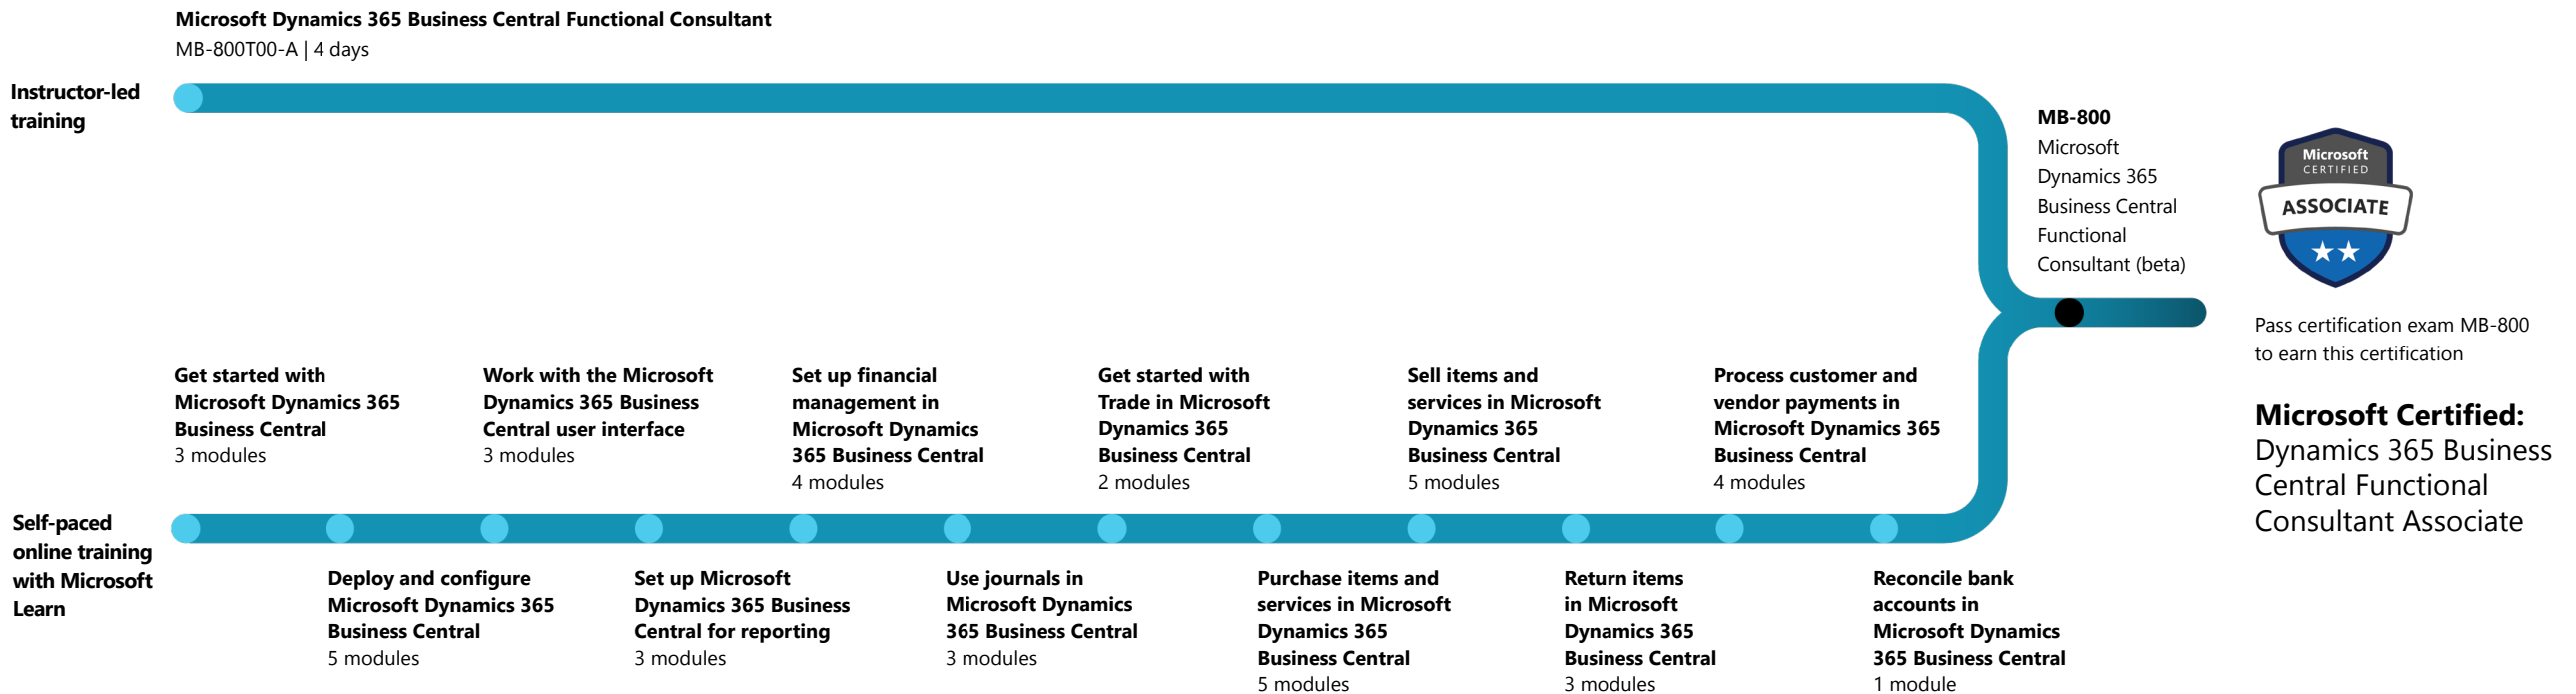 Microsoft Dynamics 365 Business Central Functional Consultant
MB-800T00-A | 4 days
Instructor-led
training
MB-800
Microsoft
Dynamics 365
Business Central
Functional
Consultant (beta)
Microsoft
CERTIFIED
ASSOCIATE
Pass certification exam MB-800
to earn this certification
Microsoft Certified:
Dynamics 365 Business
Central Functional
Consultant Associate
Get started with
Microsoft Dynamics 365
Business Central
3 modules
Work with the Microsoft
Dynamics 365 Business
Central user interface
3 modules
Set up financial
management in
Microsoft Dynamics
365 Business Central
4 modules
Get started with
Trade in Microsoft
Dynamics 365
Business Central
2 modules
Sell items and
services in Microsoft
Dynamics 365
Business Central
5 modules
Process customer and
vendor payments in
Microsoft Dynamics 365
Business Central
4 modules
Self-paced
online training
with Microsoft
Learn
Deploy and configure
Microsoft Dynamics 365
Business Central
5 modules
Set up Microsoft
Dynamics 365 Business
Central for reporting
3 modules
Use journals in
Microsoft Dynamics
365 Business Central
3 modules
Purchase items and
services in Microsoft
Dynamics 365
Business Central
5 modules
Return items
in Microsoft
Dynamics 365
Business Central
3 modules
Reconcile bank
accounts in
Microsoft Dynamics
365 Business Central
1 module